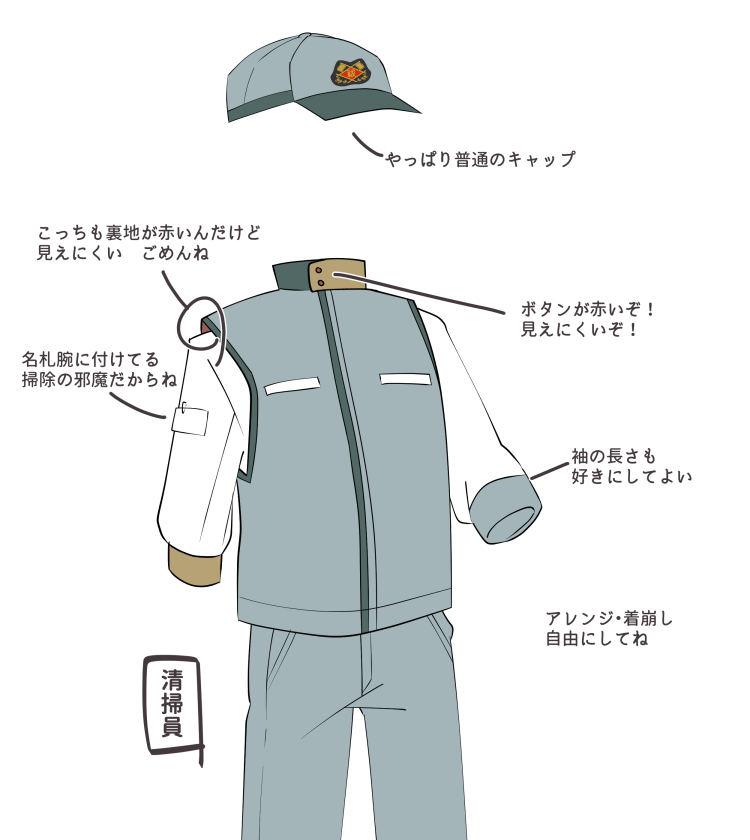 やっぱり普通のキャップ
こっちも裏地が赤いんだけど
見えにくい　ごめんね
ボタンが赤いぞ！
見えにくいぞ！
名札腕に付けてる
掃除の邪魔だからね
袖の長さも
好きにしてよい
アレンジ・着崩し
自由にしてね
清掃員